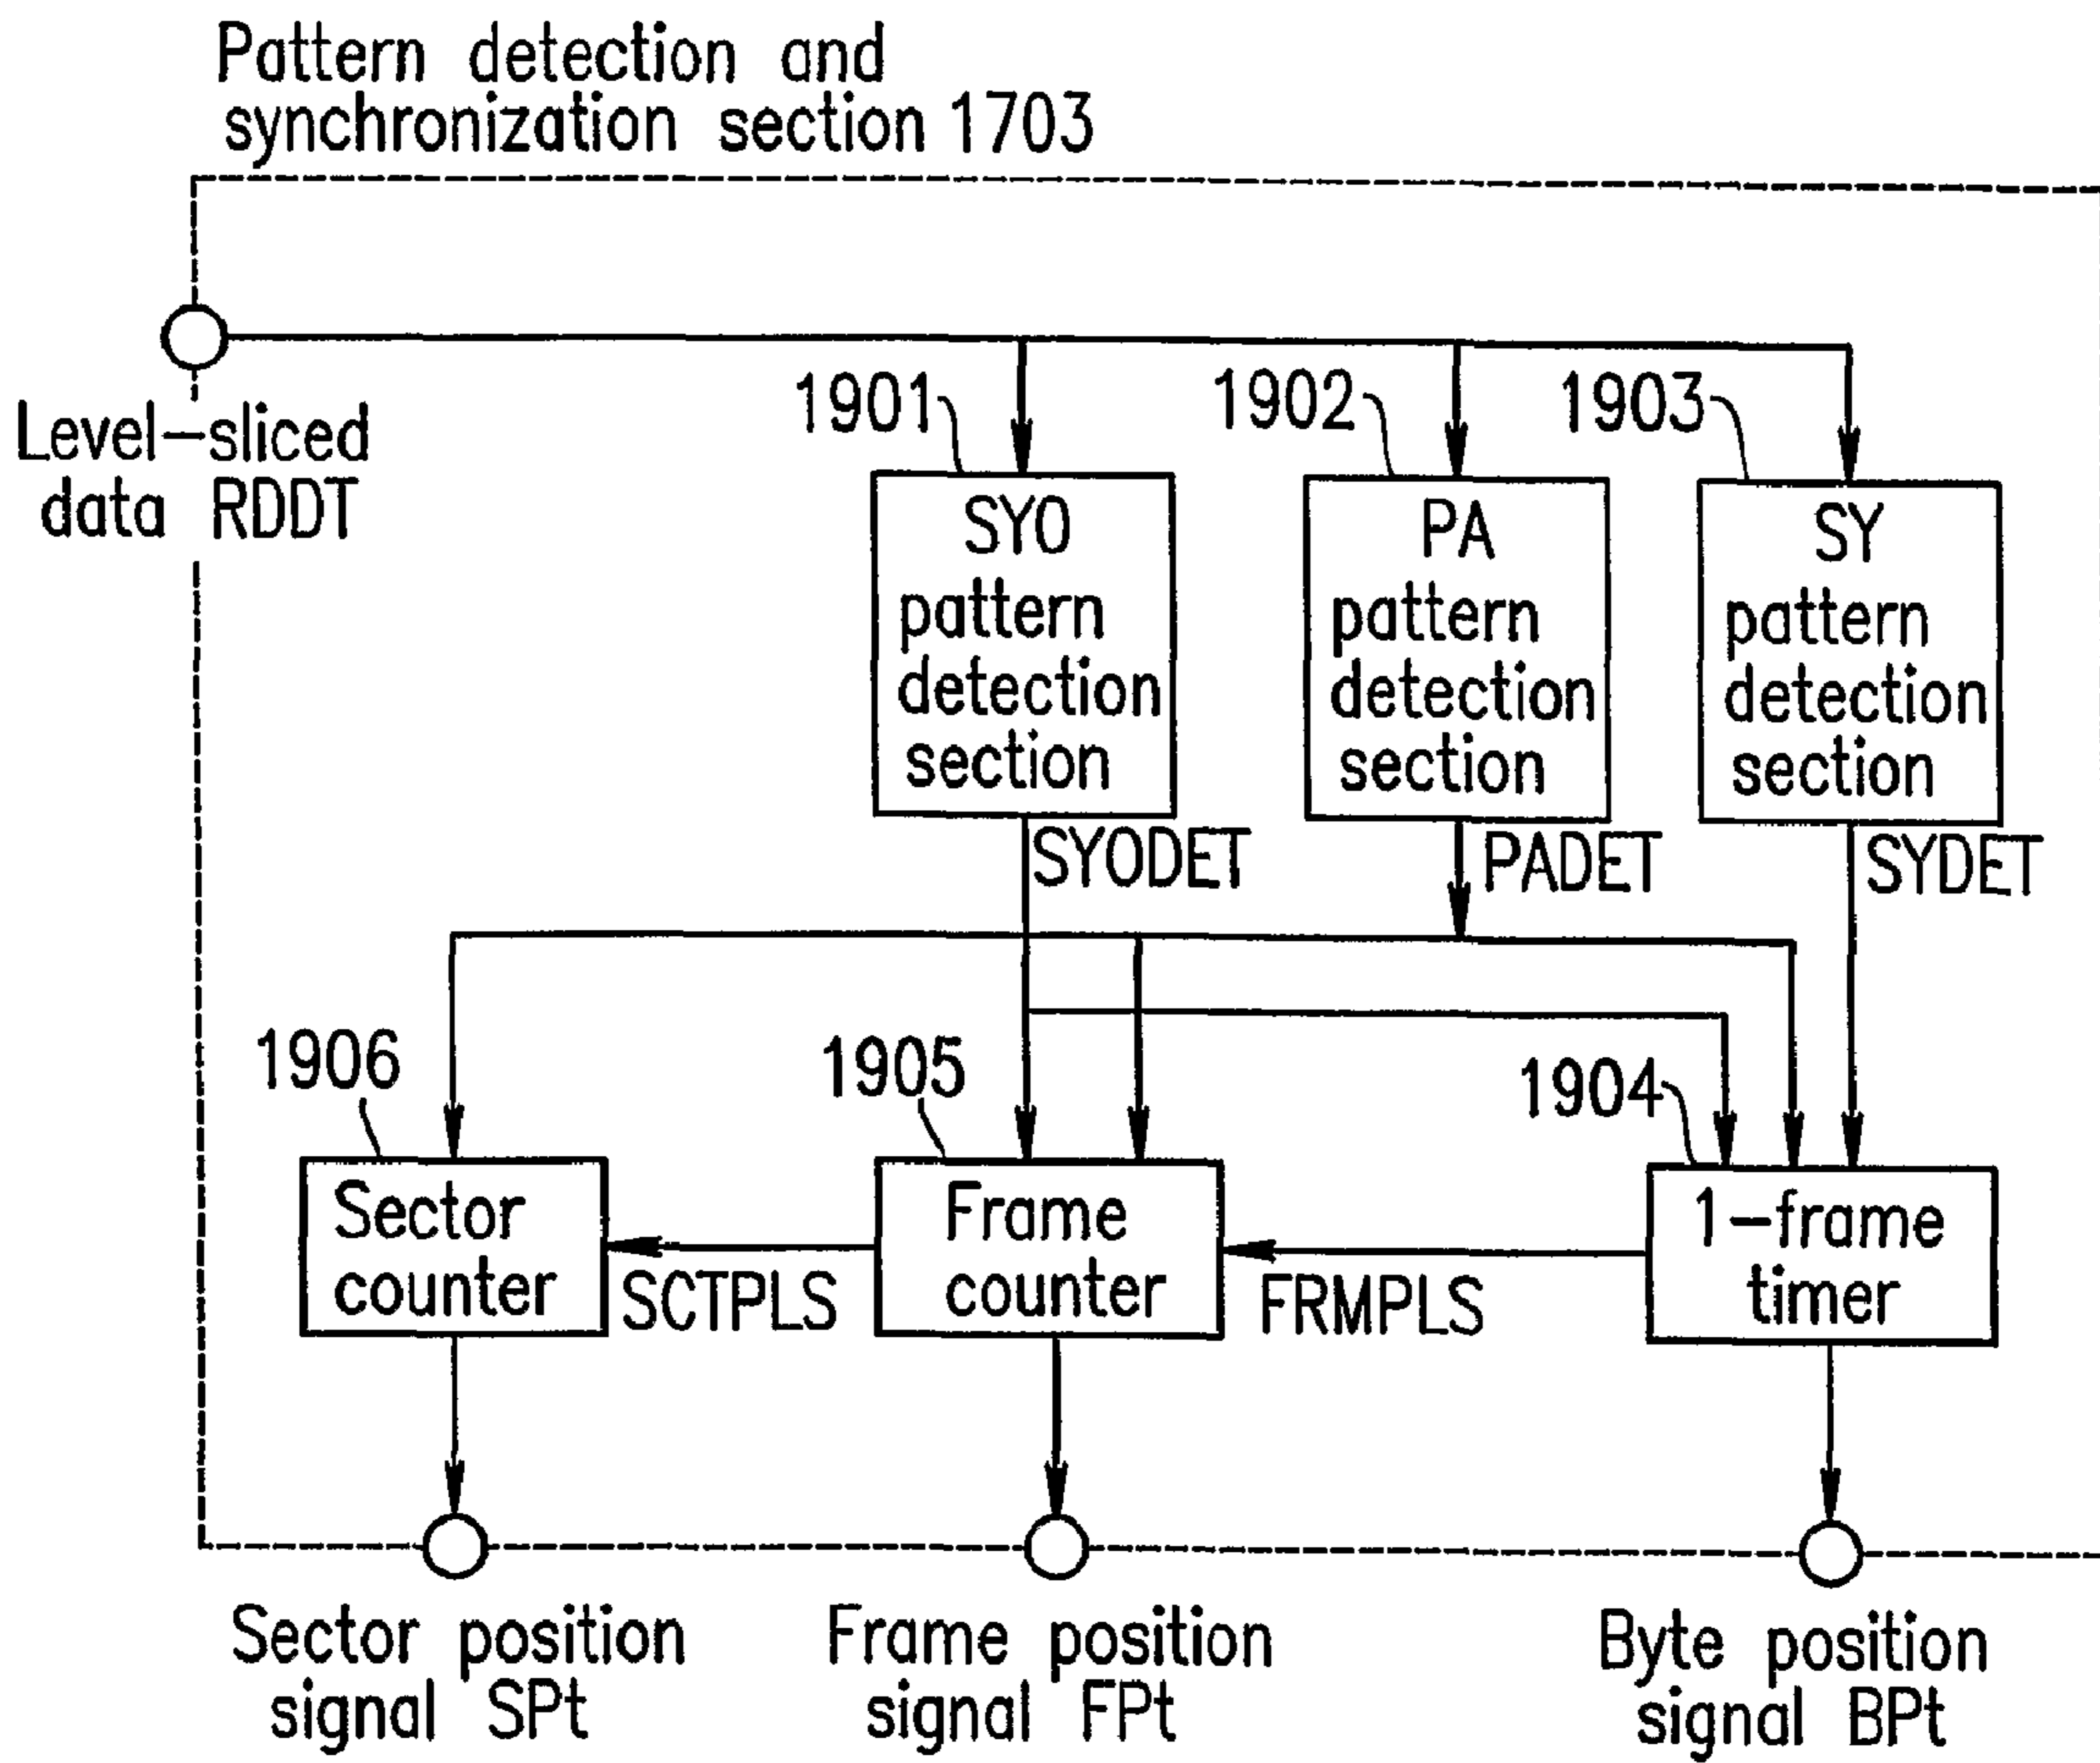 Pattern detection and
synchronization section 1703
Level-sliced
data RDDT
1901
1902
1903
SYO
pattern
detection
section
PA
pattern
detection
section
SY
pattern
detection
section
SYODET
PADET
SYDET
1906
1905
1904
Sector
counter
SCTPLS
Frame
counter
FRMPLS
1-frame
timer
Sector position
signal SPt
Frame position
signal FPt
Byte position
signal BPt